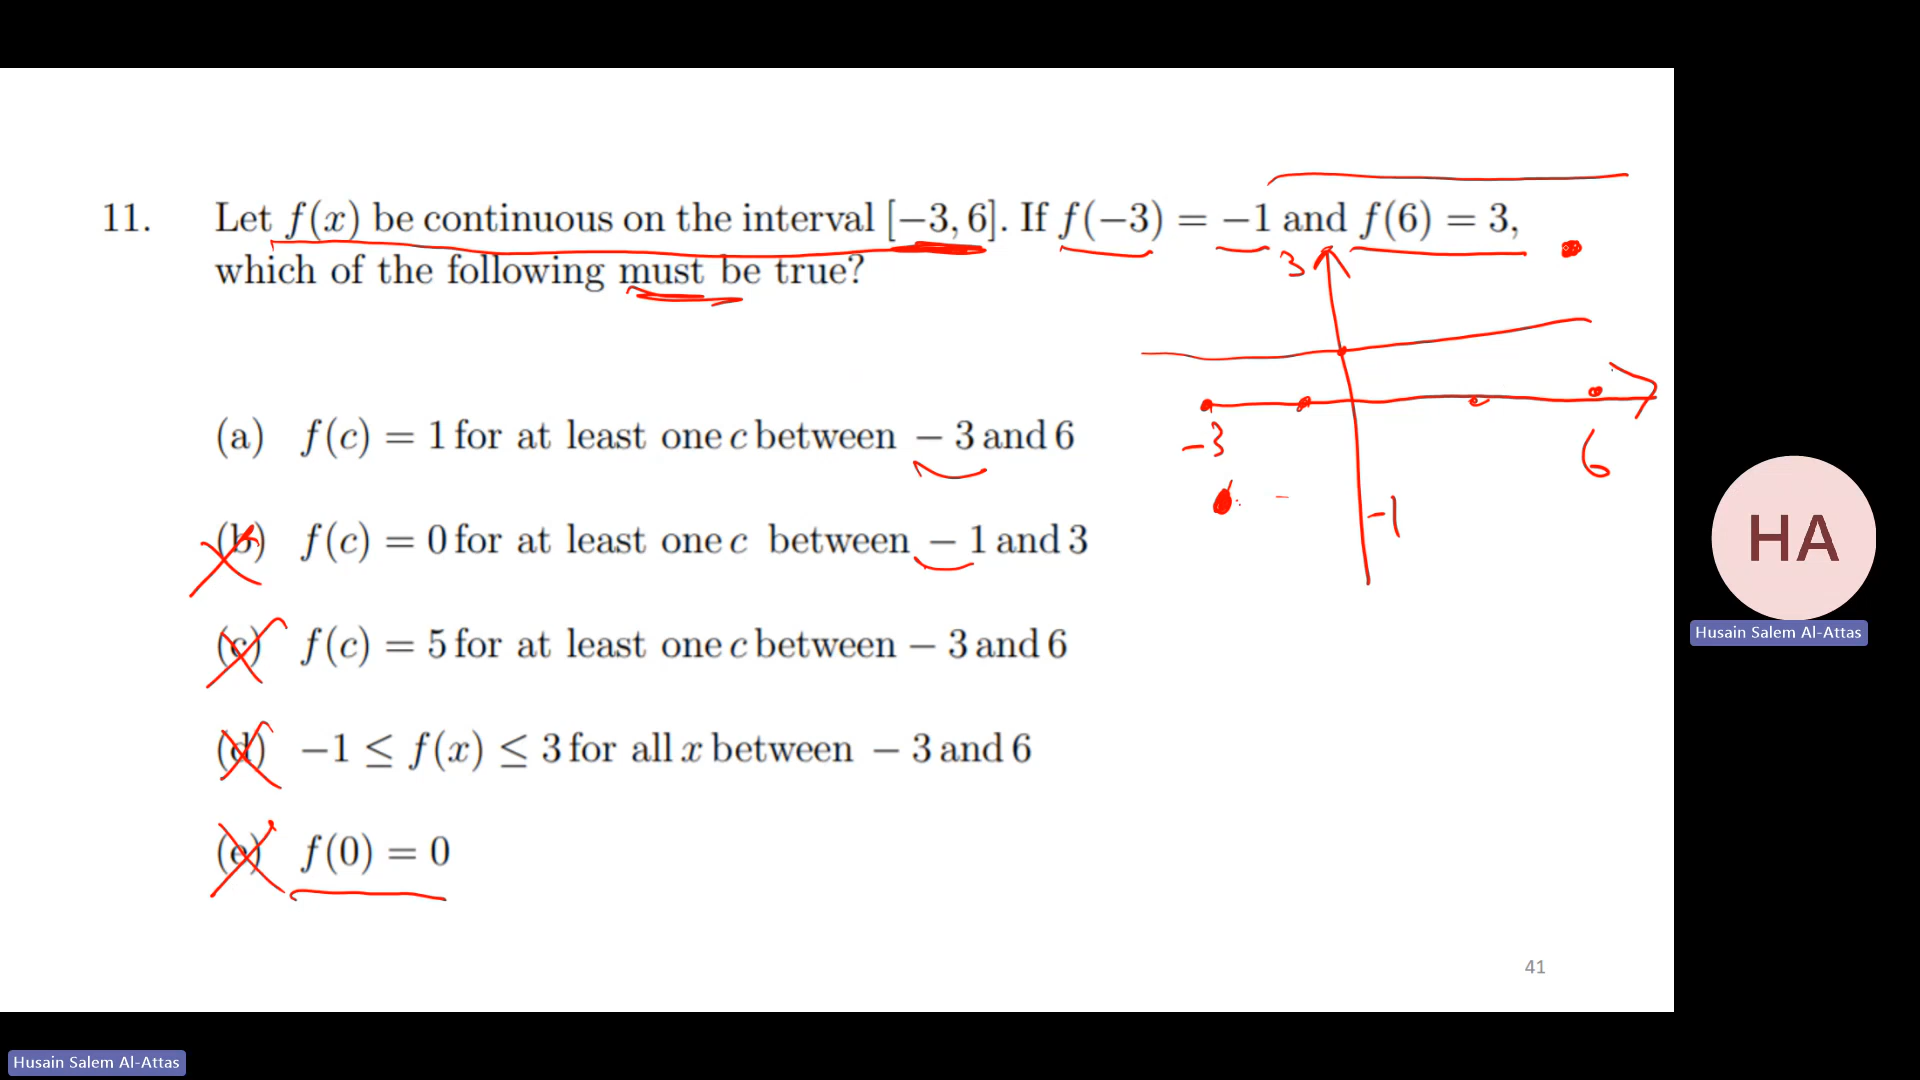 11. Let f(x) be continuous on the interval [−3, 6]. If f(−3) = −1 and f(6) = 3,
which of the following must be true?
3
(a) f(c) = 1 for at least one c between − 3 and 6
−3
6
−1
(b) f(c) = 0 for at least one c between − 1 and 3
HA
(c) f(c) = 5 for at least one c between − 3 and 6
Husain Salem Al-Attas
(d) −1 ≤ f(x) ≤ 3 for all x between − 3 and 6
(e) f(0) = 0
41
Husain Salem Al-Attas